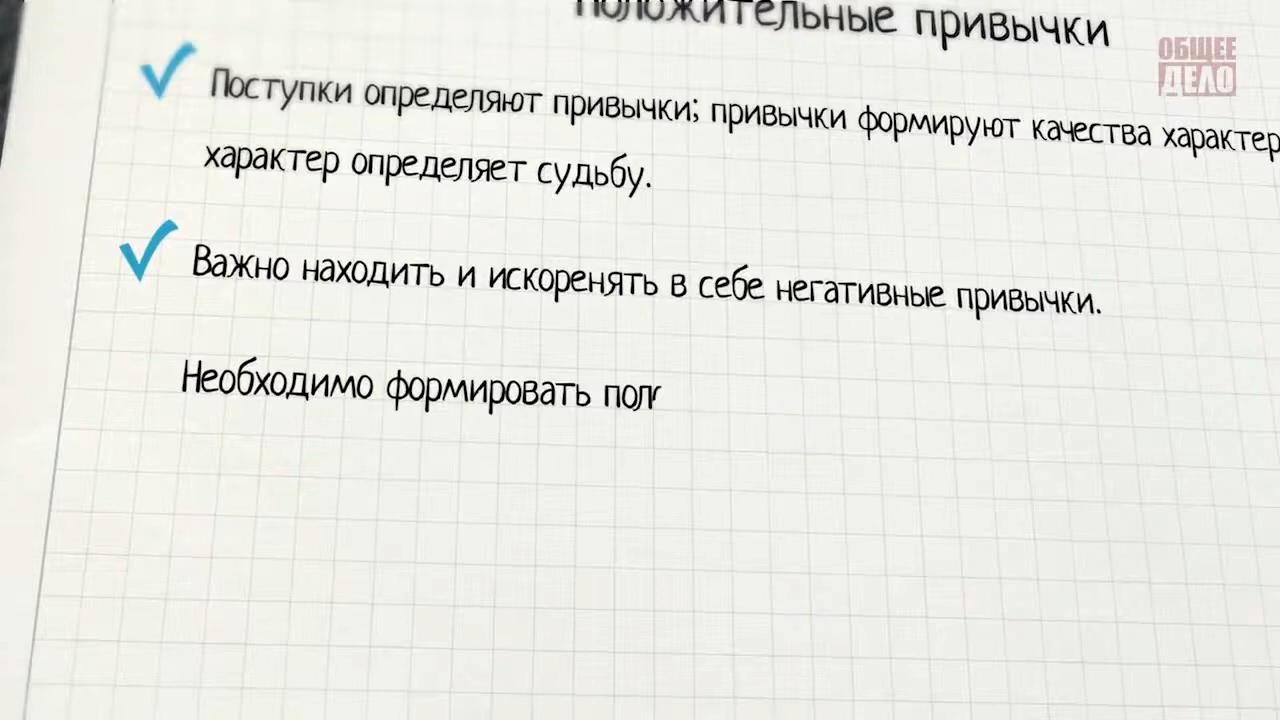 положительные привычки
ОБЩЕЕ
ДЕЛО
Поступки определяют привычки; привычки формируют качества характер
характер определяет судьбу.
Важно находить и искоренять в себе негативные привычки.
Необходимо формировать